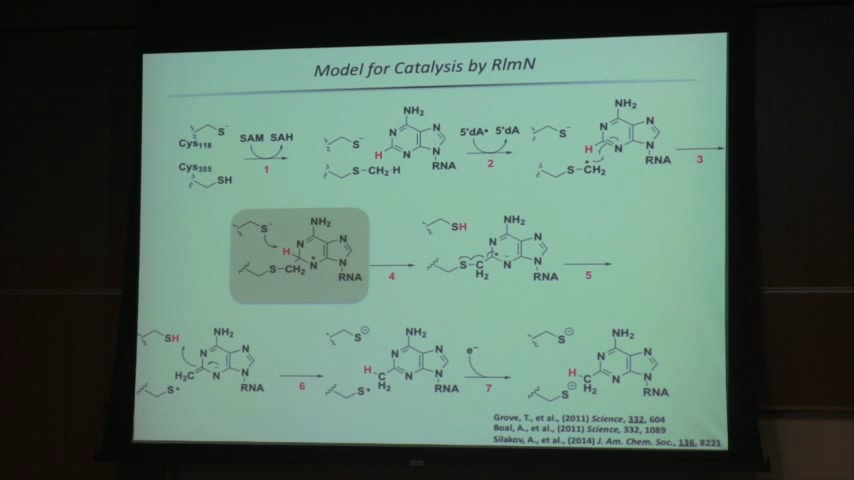 Model for Catalysis by RlmN
S⁻
Cys₁₁₈
Cys₃₅₅
SH
SAM SAH
1
S⁻
S–CH₂·H
NH₂
N
N
H
N
N
RNA
5'dA• 5'dA
2
S⁻
S–CH₂
NH₂
N
N
H
N
N
RNA
3
S⁻
S–CH₂
NH₂
N
N
H
N
N
RNA
4
SH
S
C
H₂
NH₂
N
N
N
N
RNA
5
SH
H₂C
S•
NH₂
N
N
N
N
RNA
6
S⊖
S•
H
C
H₂
NH₂
N
N
N
N
RNA
e⁻
7
S⊖
S⊖
H
C
H₂
NH₂
N
N
N
N
RNA
Grove, T., et al., (2011) Science, 332, 604
Boal, A., et al., (2011) Science, 332, 1089
Silakov, A., et al., (2014) J. Am. Chem. Soc., 136, 8221